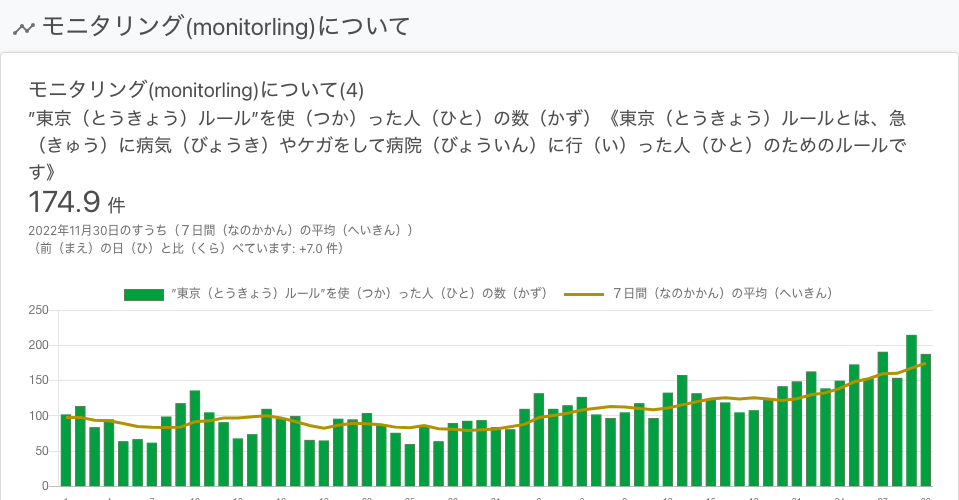 モニタリング(monitorling)について
モニタリング(monitorling)について(4)
”東京（とうきょう）ルール”を使（つか）った人（ひと）の数（かず）《東京（とうきょう）ルールとは、急
（きゅう）に病気（びょうき）やケガをして病院（びょういん）に行（い）った人（ひと）のためのルールで
す》
174.9 件
2022年11月30日のすうち（７日間（なのかかん）の平均（へいきん））
（前（まえ）の日（ひ）と比（くら）べています: +7.0 件）
”東京（とうきょう）ルール”を使（つか）った人（ひと）の数（かず） ７日間（なのかかん）の平均（へいきん）
250
200
150
100
50
0